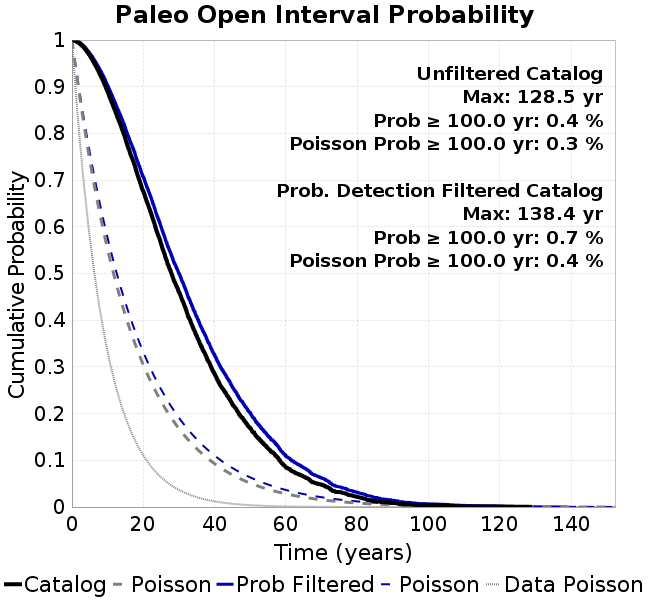 Paleo Open Interval Probability
Unfiltered Catalog
Max: 128.5 yr
Prob ≥ 100.0 yr: 0.4 %
Poisson Prob ≥ 100.0 yr: 0.3 %
Prob. Detection Filtered Catalog
Max: 138.4 yr
Prob ≥ 100.0 yr: 0.7 %
Poisson Prob ≥ 100.0 yr: 0.4 %
Cumulative Probability
1
0.9
0.8
0.7
0.6
0.5
0.4
0.3
0.2
0.1
0
0 20 40 60 80 100 120 140
Time (years)
Catalog Poisson Prob Filtered Poisson Data Poisson